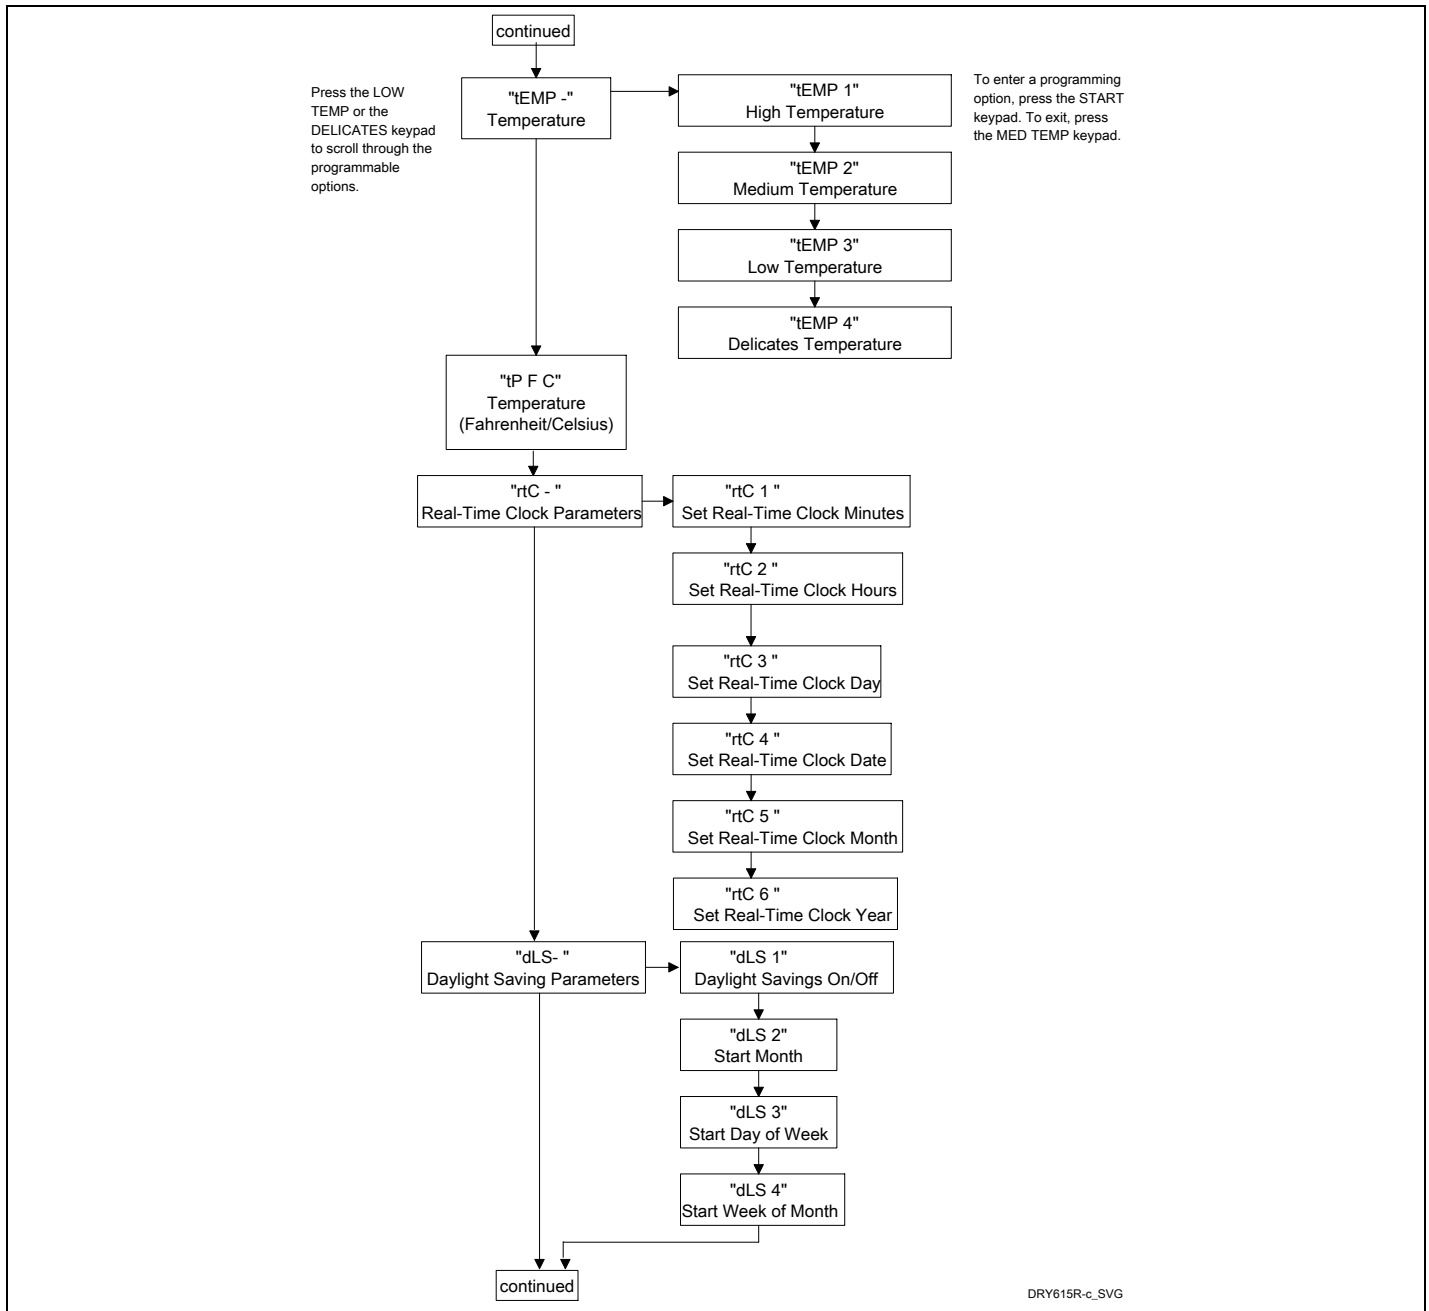 continued
Press the LOW
TEMP or the
DELICATES keypad
to scroll through the
programmable
options.
"tEMP -"
Temperature
"tEMP 1"
High Temperature
To enter a programming
option, press the START
keypad. To exit, press
the MED TEMP keypad.
"tEMP 2"
Medium Temperature
"tEMP 3"
Low Temperature
"tEMP 4"
Delicates Temperature
"tP F C"
Temperature
(Fahrenheit/Celsius)
"rtC - "
Real-Time Clock Parameters
"rtC 1 "
Set Real-Time Clock Minutes
"rtC 2 "
Set Real-Time Clock Hours
"rtC 3 "
Set Real-Time Clock Day
"rtC 4 "
Set Real-Time Clock Date
"rtC 5 "
Set Real-Time Clock Month
"rtC 6 "
Set Real-Time Clock Year
"dLS- "
Daylight Saving Parameters
"dLS 1"
Daylight Savings On/Off
"dLS 2"
Start Month
"dLS 3"
Start Day of Week
"dLS 4"
Start Week of Month
continued
DRY615R-c_SVG